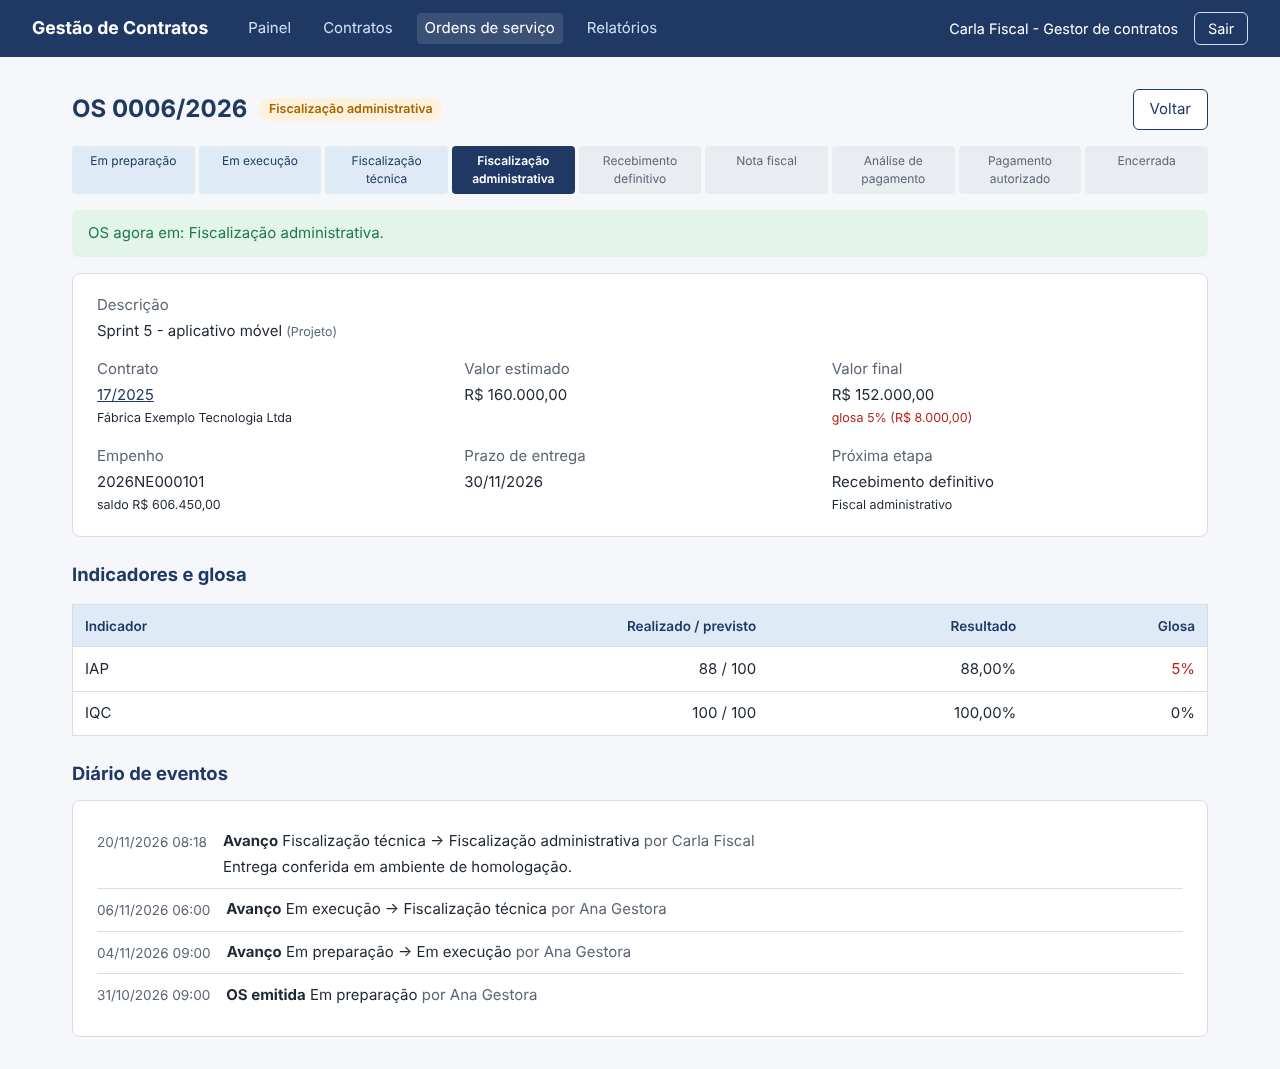 Gestão de Contratos
Painel
Contratos
Ordens de serviço
Relatórios
Carla Fiscal - Gestor de contratos
Sair
OS 0006/2026
Fiscalização administrativa
Voltar
Em preparação
Em execução
Fiscalização
técnica
Fiscalização
administrativa
Recebimento
definitivo
Nota fiscal
Análise de
pagamento
Pagamento
autorizado
Encerrada
OS agora em: Fiscalização administrativa.
Descrição
Sprint 5 - aplicativo móvel (Projeto)
Contrato
17/2025
Fábrica Exemplo Tecnologia Ltda
Valor estimado
R$ 160.000,00
Valor final
R$ 152.000,00
glosa 5% (R$ 8.000,00)
Empenho
2026NE000101
saldo R$ 606.450,00
Prazo de entrega
30/11/2026
Próxima etapa
Recebimento definitivo
Fiscal administrativo
Indicadores e glosa
Indicador Realizado / previsto Resultado Glosa
IAP 88 / 100 88,00% 5%
IQC 100 / 100 100,00% 0%
Diário de eventos
20/11/2026 08:18 Avanço Fiscalização técnica → Fiscalização administrativa por Carla Fiscal
Entrega conferida em ambiente de homologação.
06/11/2026 06:00 Avanço Em execução → Fiscalização técnica por Ana Gestora
04/11/2026 09:00 Avanço Em preparação → Em execução por Ana Gestora
31/10/2026 09:00 OS emitida Em preparação por Ana Gestora